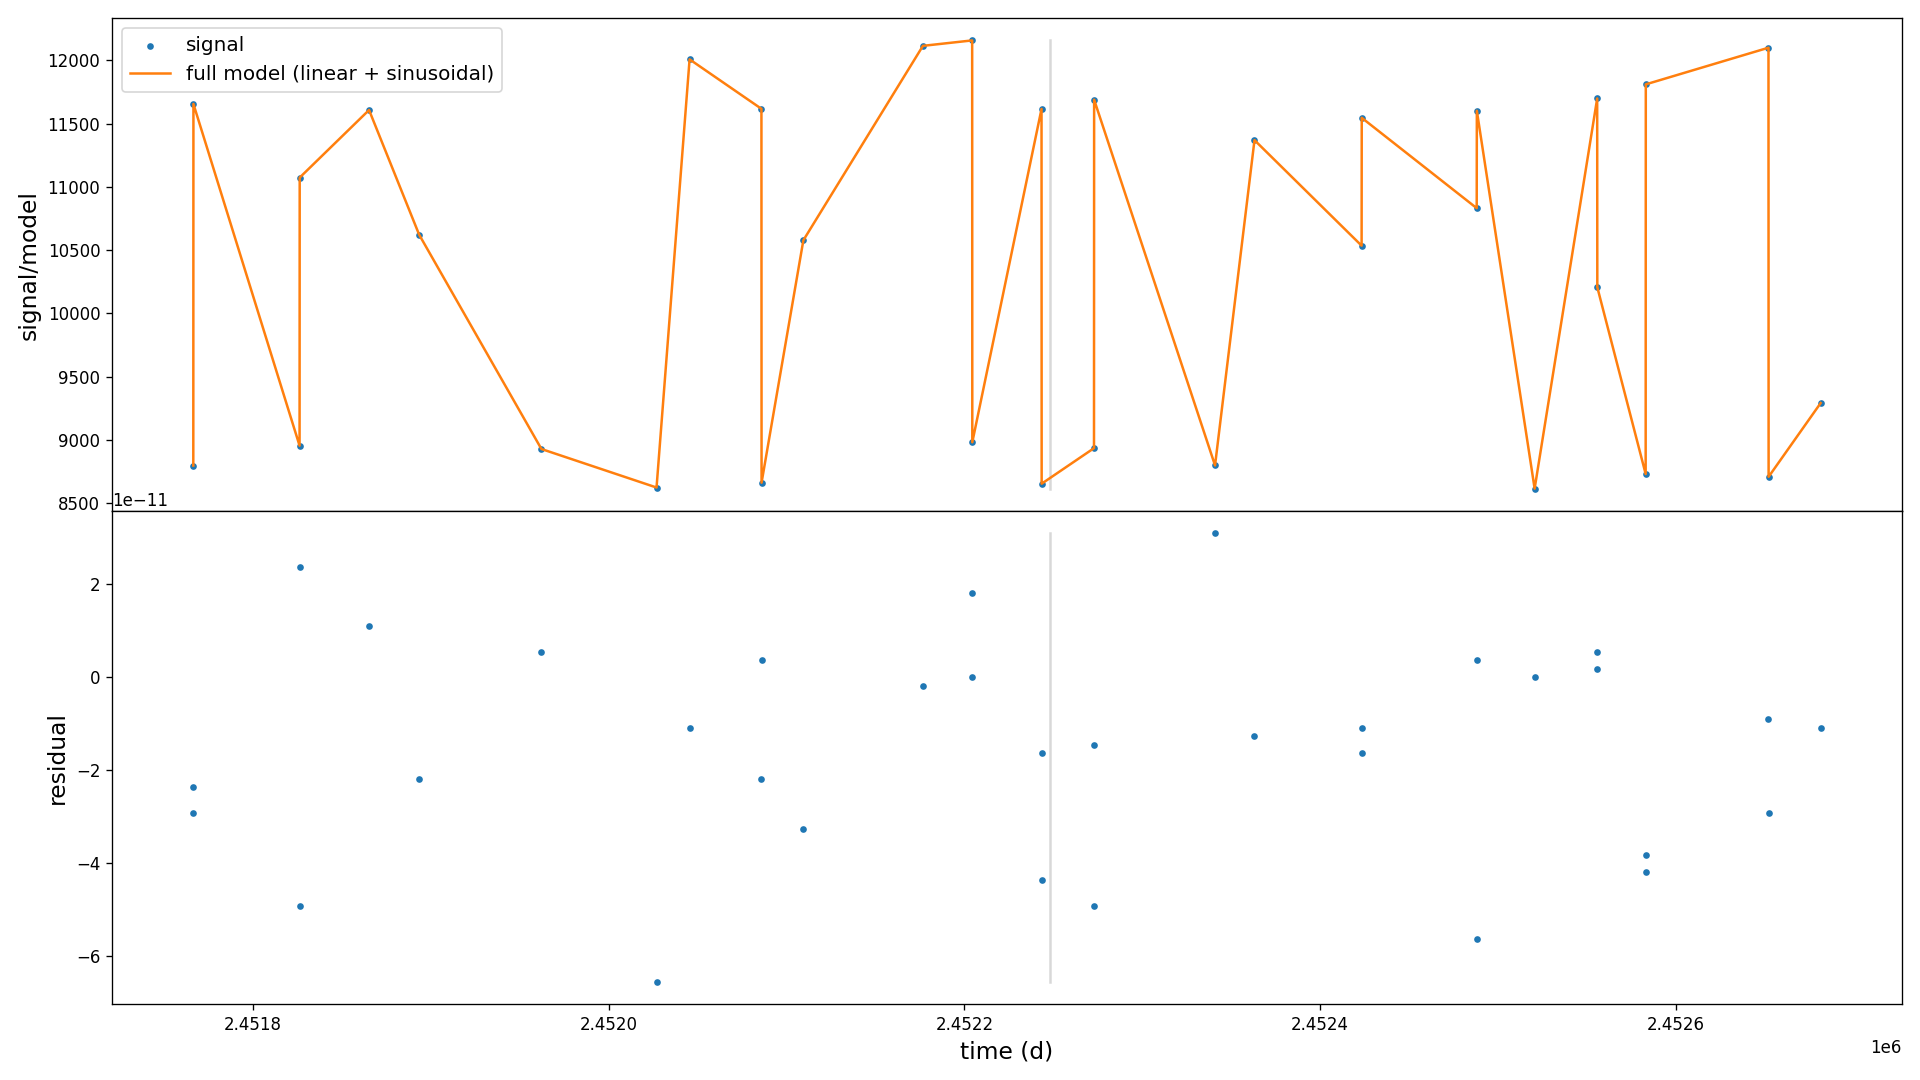 signal
full model (linear + sinusoidal)
12000
11500
11000
10500
10000
9500
9000
8500
signal/model
1e−11
2
0
−2
−4
−6
residual
2.4518
2.4520
2.4522
2.4524
2.4526
1e6
time (d)